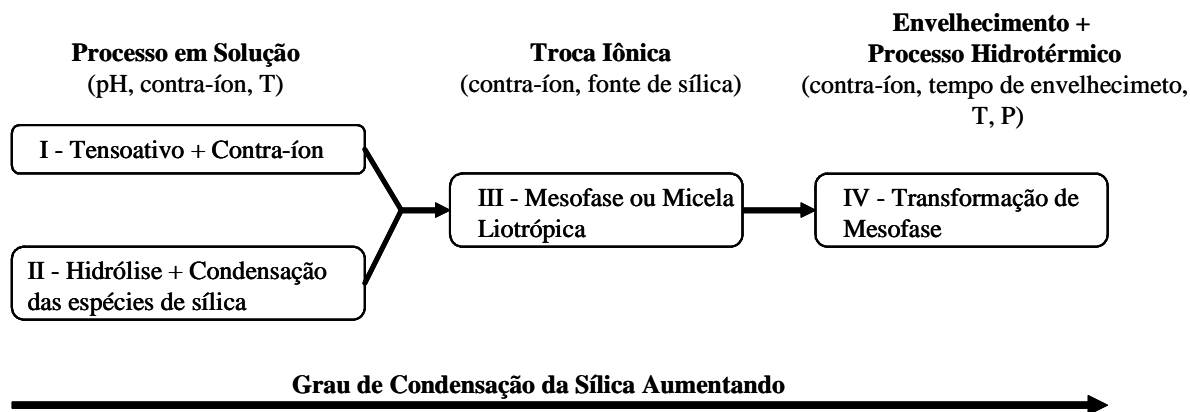 Processo em Solução
(pH, contra-íon, T)
Troca Iônica
(contra-íon, fonte de sílica)
Envelhecimento +
Processo Hidrotérmico
(contra-íon, tempo de envelhecimeto,
T, P)
I - Tensoativo + Contra-íon
II - Hidrólise + Condensação
das espécies de sílica
III - Mesofase ou Micela
Liotrópica
IV - Transformação de
Mesofase
Grau de Condensação da Sílica Aumentando